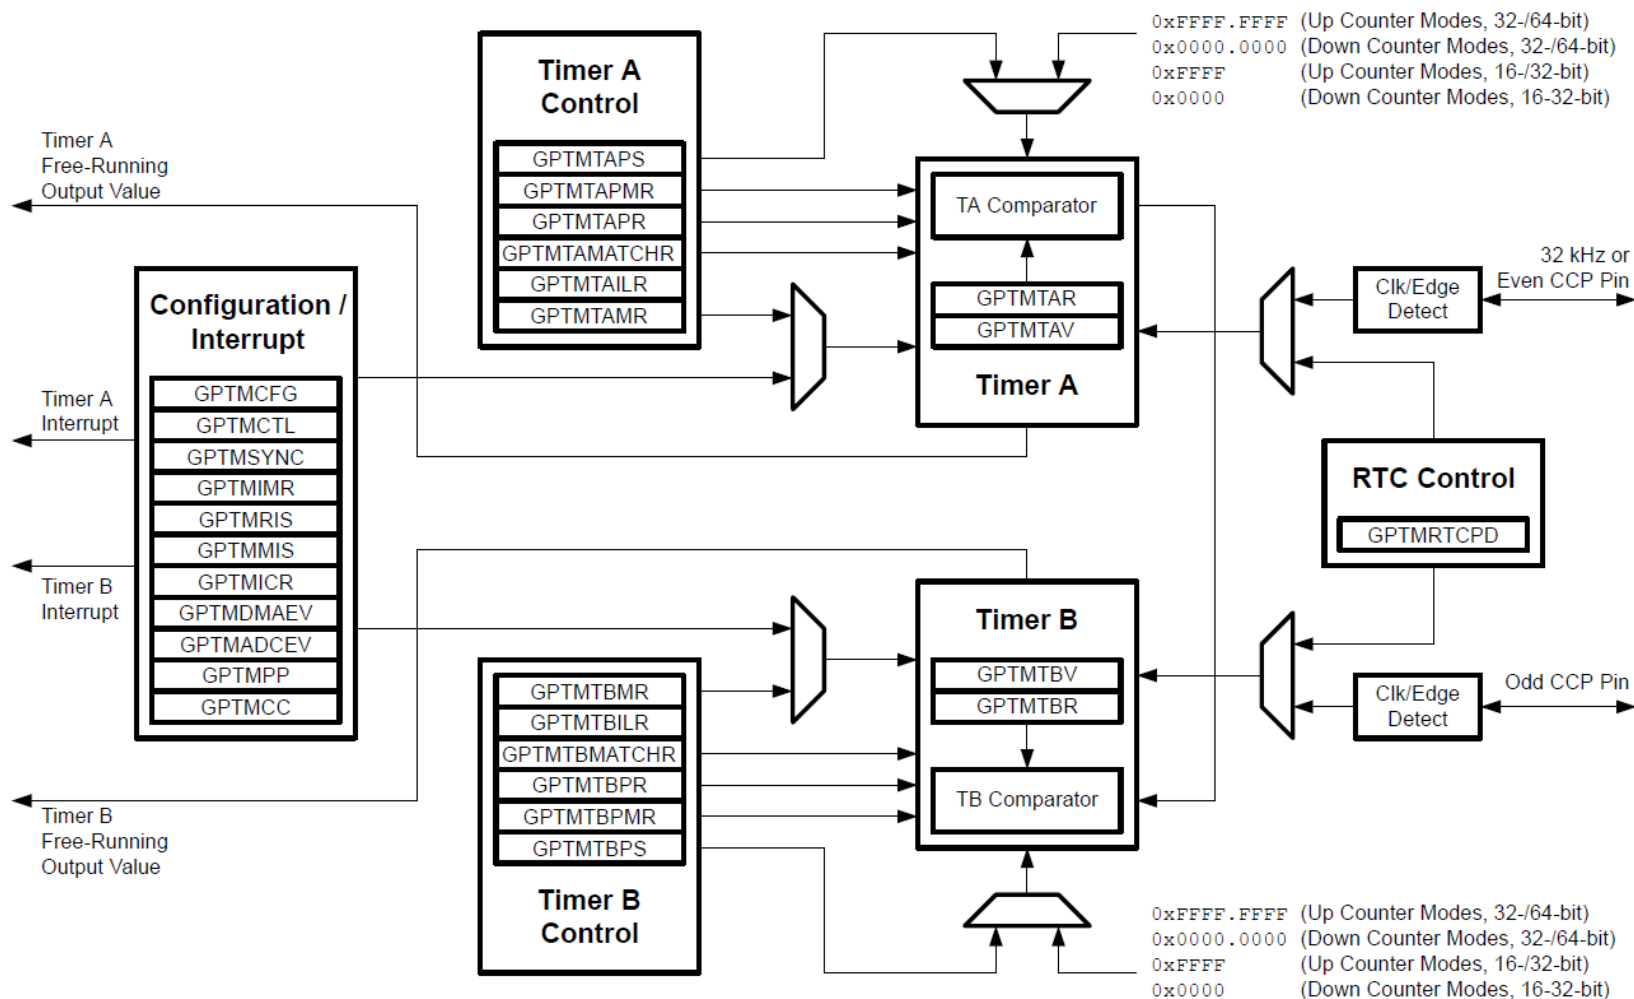 0xFFFF.FFFF (Up Counter Modes, 32-/64-bit)
0x0000.0000 (Down Counter Modes, 32-/64-bit)
0xFFFF (Up Counter Modes, 16-/32-bit)
0x0000 (Down Counter Modes, 16-32-bit)
Timer A
Control
GPTMTAPS
GPTMTAPMR
GPTMTAPR
GPTMTAMATCHR
GPTMTAILR
GPTMTAMR
Timer A
Free-Running
Output Value
TA Comparator
GPTMTAR
GPTMTAV
Timer A
32 kHz or
Even CCP Pin
Clk/Edge
Detect
Configuration /
Interrupt
GPTMCFG
GPTMCTL
GPTMSYNC
GPTMIMR
GPTMRIS
GPTMMIS
GPTMICR
GPTMDMAEV
GPTMADCEV
GPTMPP
GPTMCC
Timer A
Interrupt
Timer B
Interrupt
RTC Control
GPTMRTCPD
Timer B
GPTMTBV
GPTMTBR
TB Comparator
Clk/Edge
Detect
Odd CCP Pin
GPTMTBMR
GPTMTBILR
GPTMTBMATCHR
GPTMTBPR
GPTMTBPMR
GPTMTBPS
Timer B
Control
Timer B
Free-Running
Output Value
0xFFFF.FFFF (Up Counter Modes, 32-/64-bit)
0x0000.0000 (Down Counter Modes, 32-/64-bit)
0xFFFF (Up Counter Modes, 16-/32-bit)
0x0000 (Down Counter Modes, 16-32-bit)